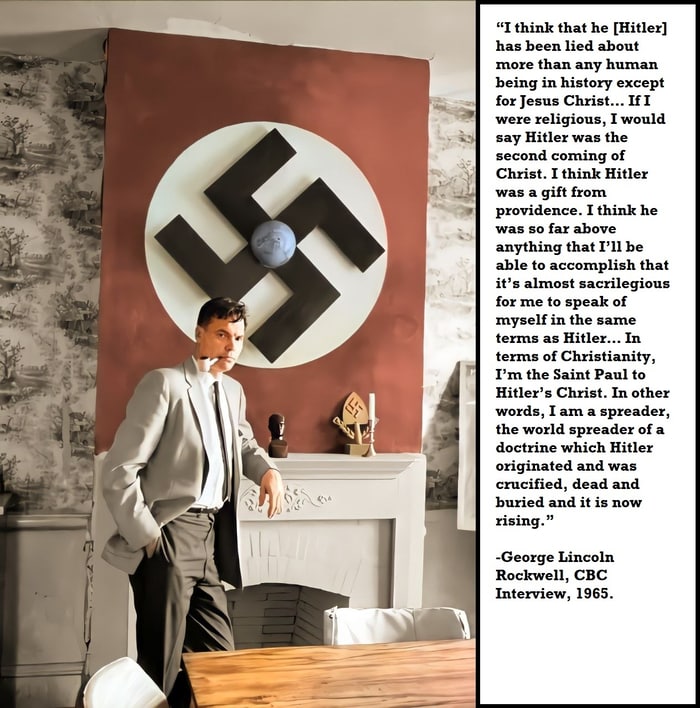 “I think that he [Hitler]
has been lied about
more than any human
being in history except
for Jesus Christ... If I
were religious, I would
say Hitler was the
second coming of
Christ. I think Hitler
was a gift from
providence. I think he
was so far above
anything that I’ll be
able to accomplish that
it’s almost sacrilegious
for me to speak of
myself in the same
terms as Hitler... In
terms of Christianity,
I’m the Saint Paul to
Hitler’s Christ. In other
words, I am a spreader,
the world spreader of a
doctrine which Hitler
originated and was
crucified, dead and
buried and it is now
rising.”
-George Lincoln
Rockwell, CBC
Interview, 1965.